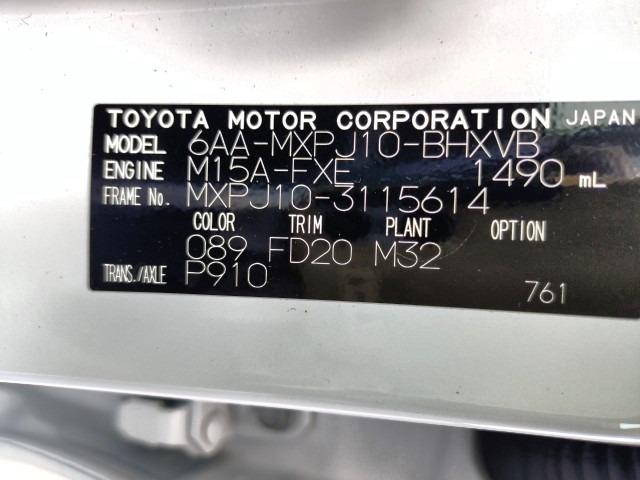 TOYOTA MOTOR CORPORATION JAPAN
MODEL 6AA-MXPJ10-BHXVB
ENGINE M15A-FXE 1490 mL
FRAME No. MXPJ10-3115614
COLOR TRIM PLANT
089 FD20 M32
TRANS./AXLE P910
761